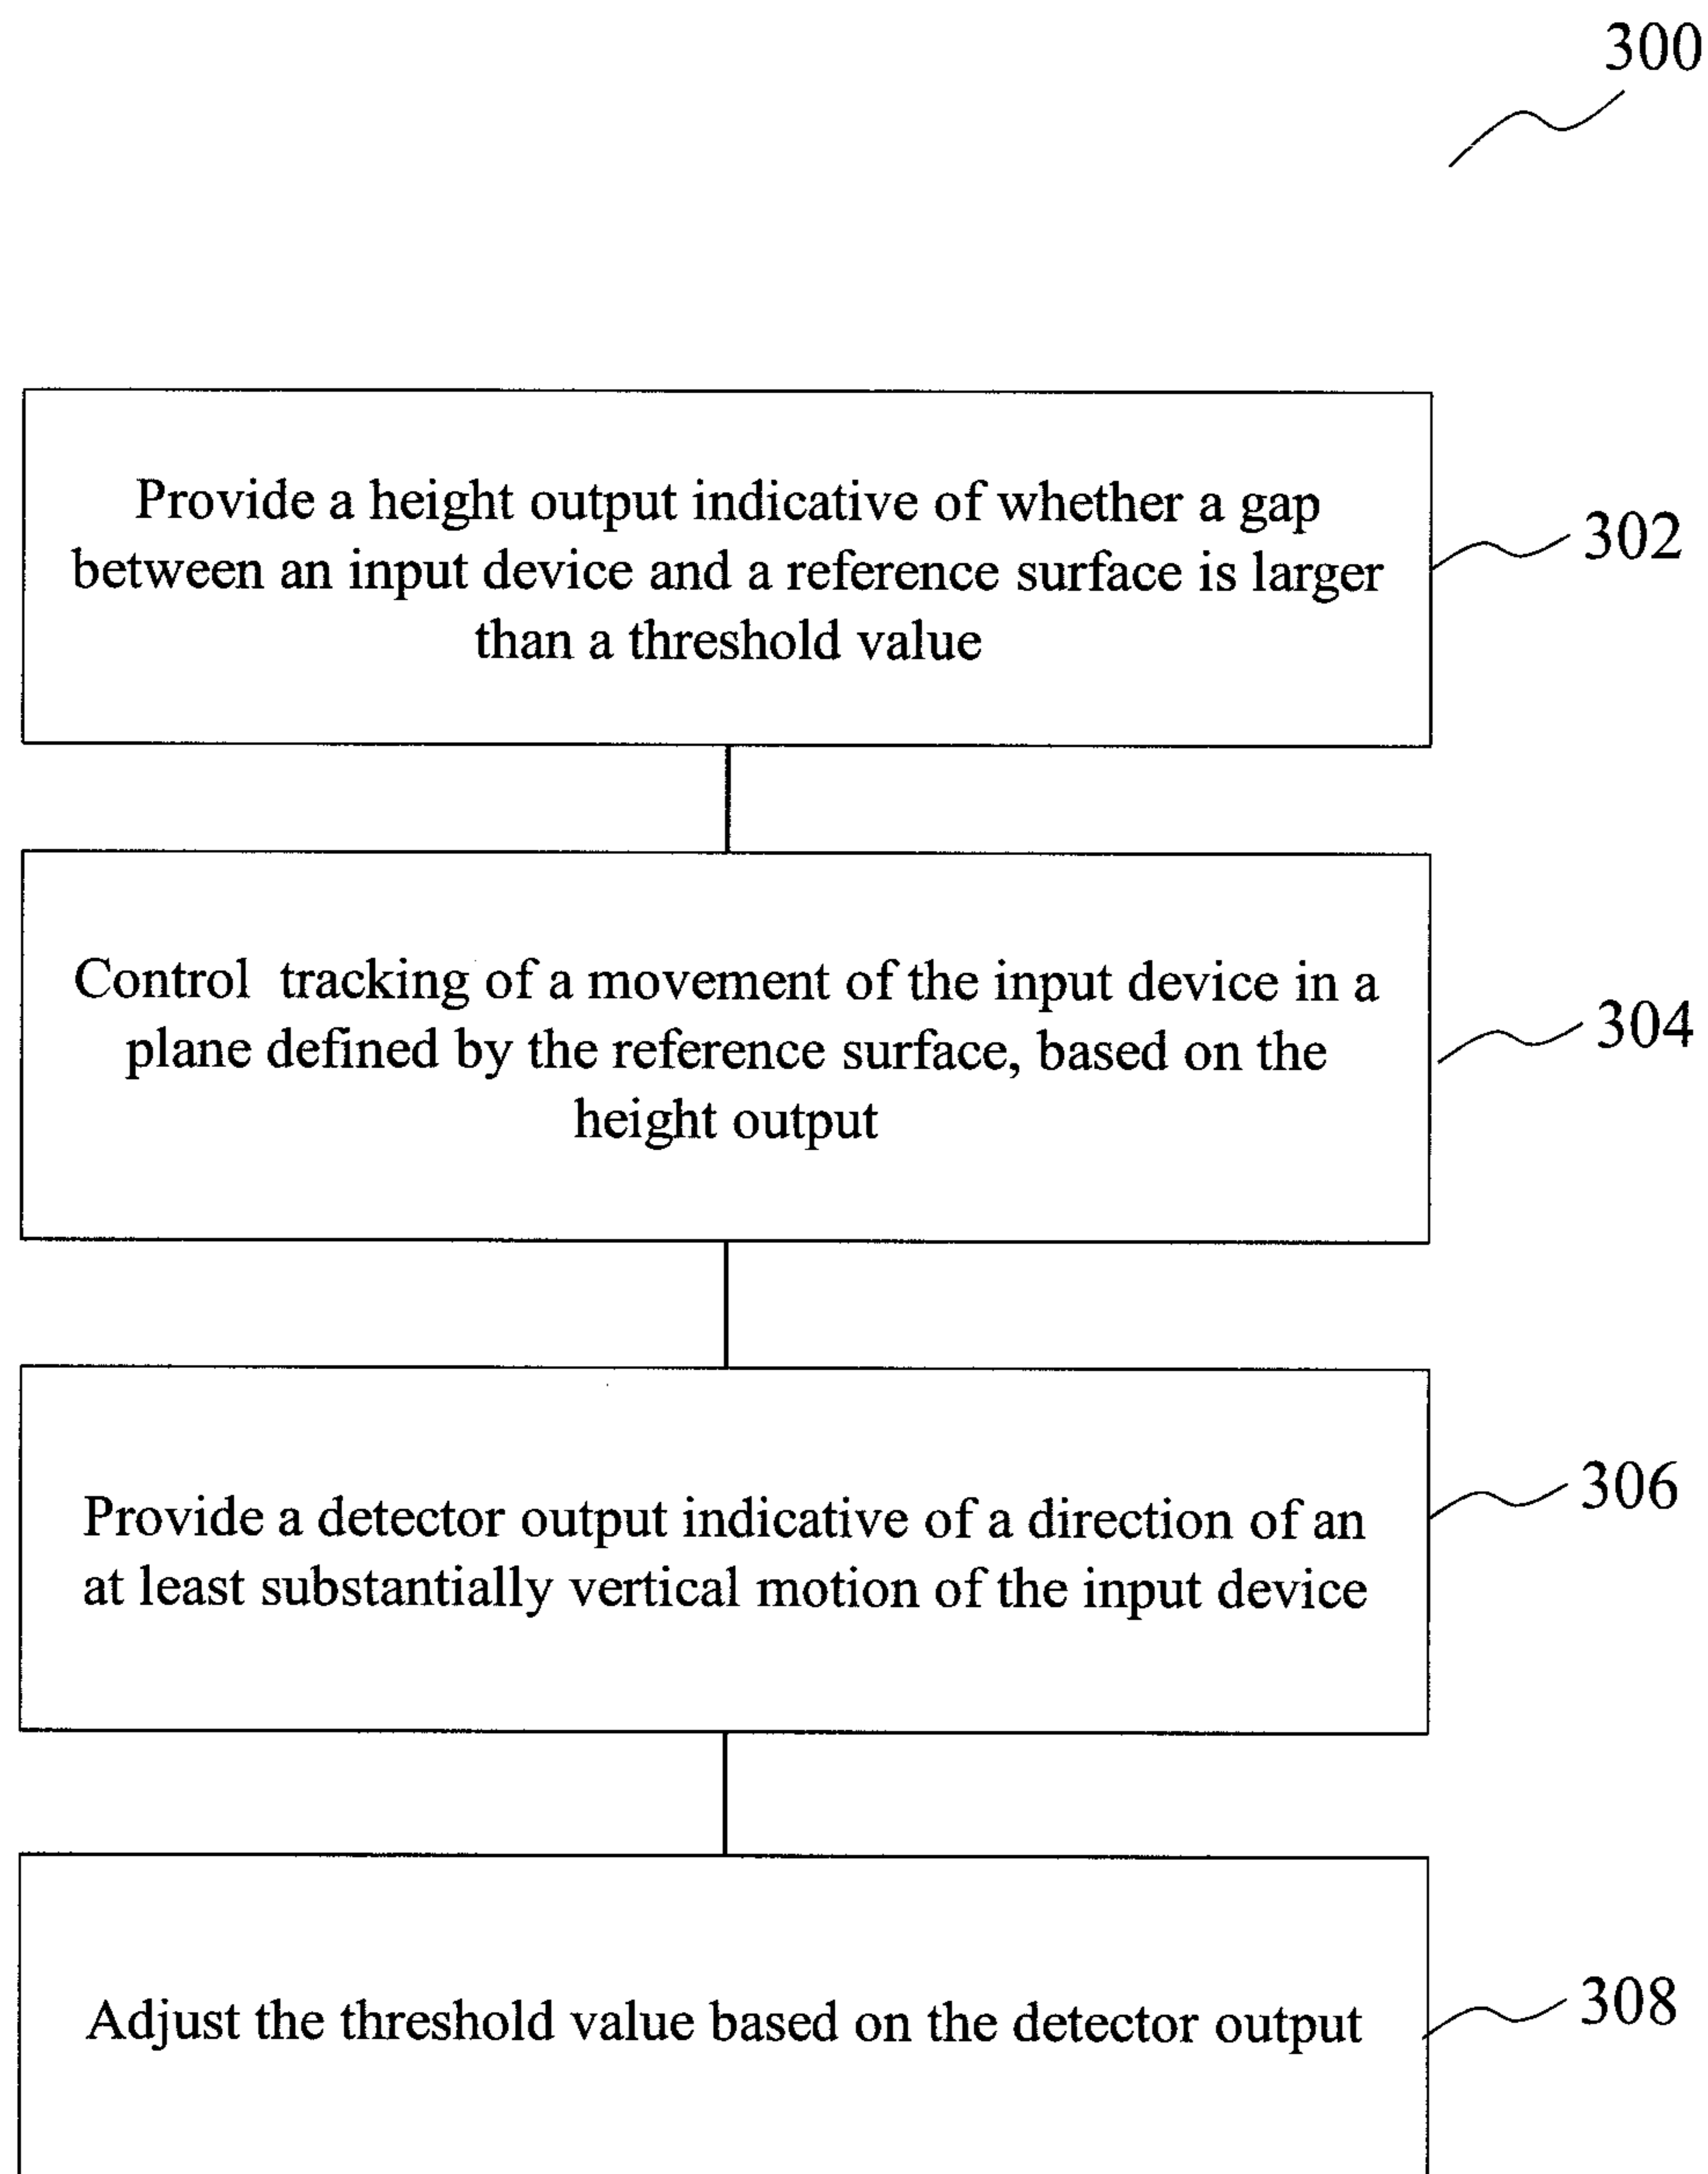 300
Provide a height output indicative of whether a gap
between an input device and a reference surface is larger
than a threshold value
302
Control tracking of a movement of the input device in a
plane defined by the reference surface, based on the
height output
304
Provide a detector output indicative of a direction of an
at least substantially vertical motion of the input device
306
Adjust the threshold value based on the detector output
308